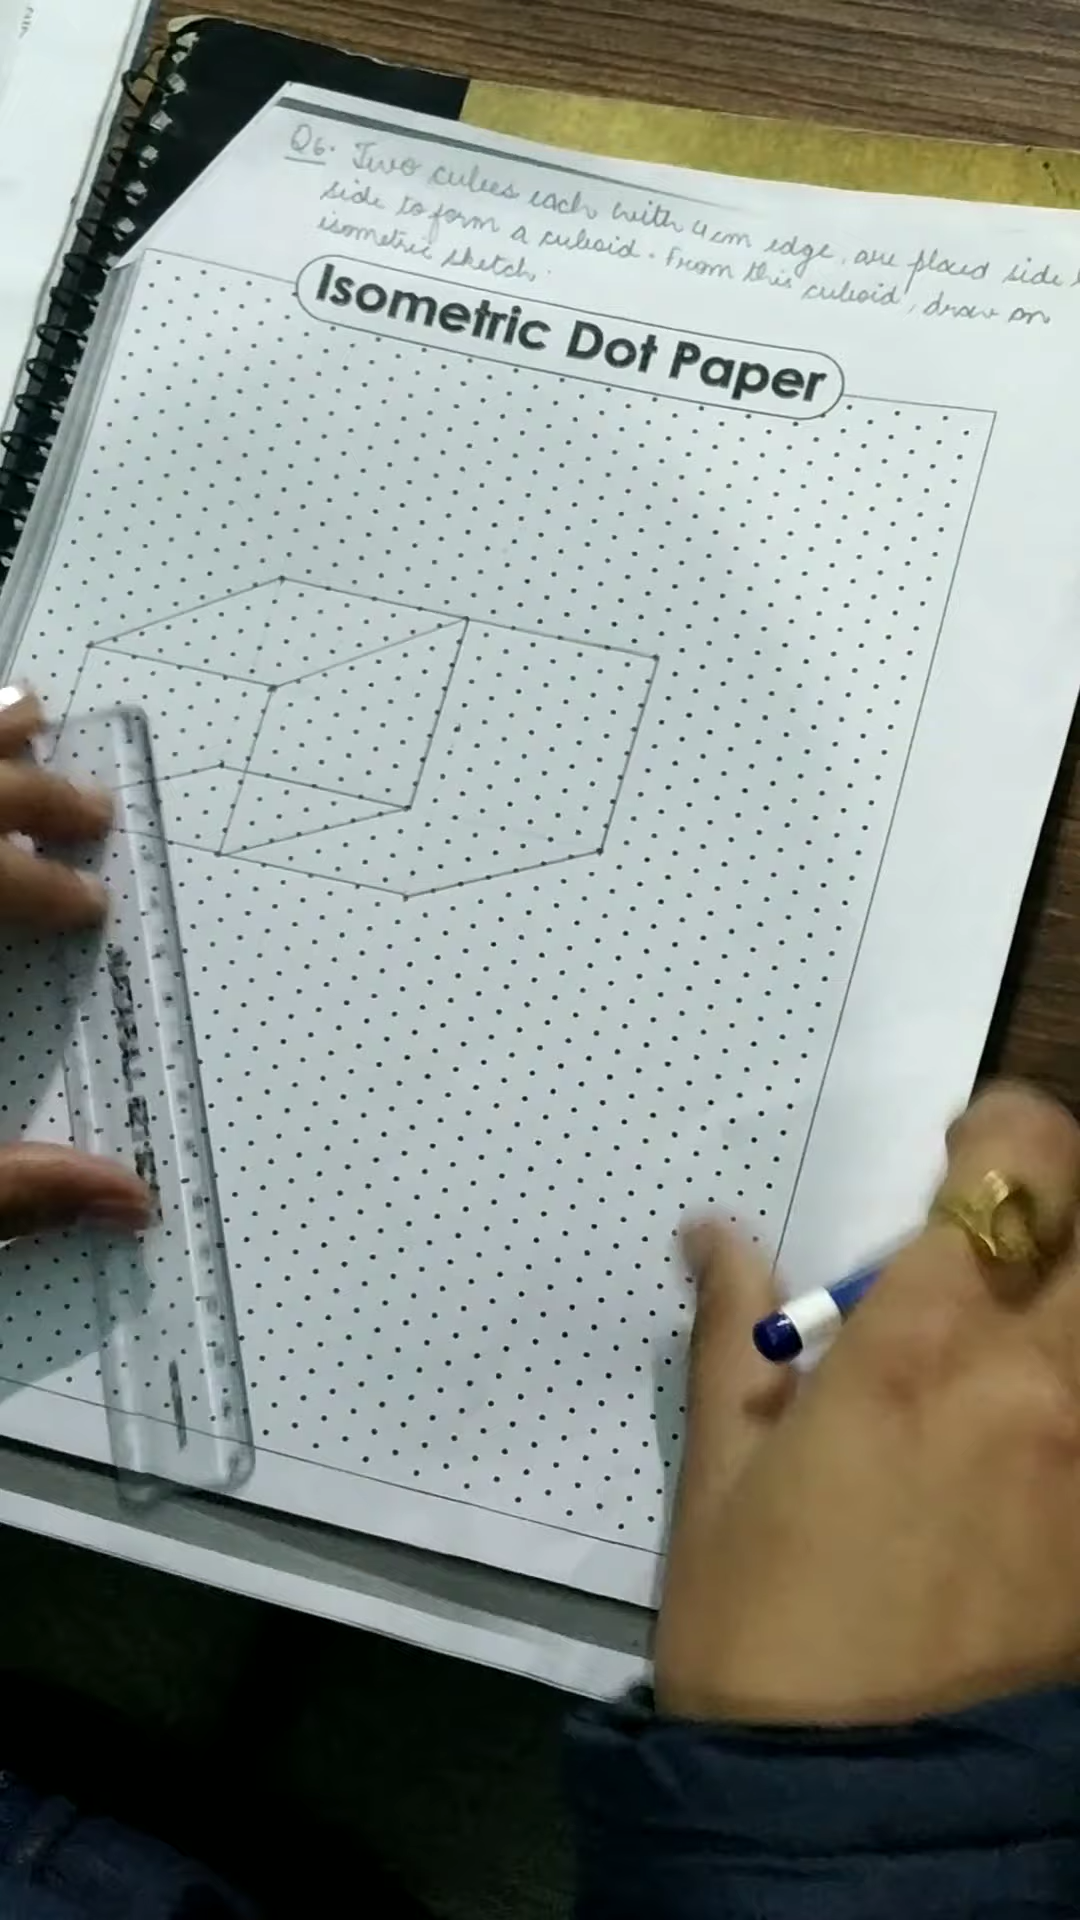 Q6. Two cubes each with 4cm edge, are placed side
side to form a cuboid. From this cuboid, draw an
isometric sketch.
Isometric Dot Paper